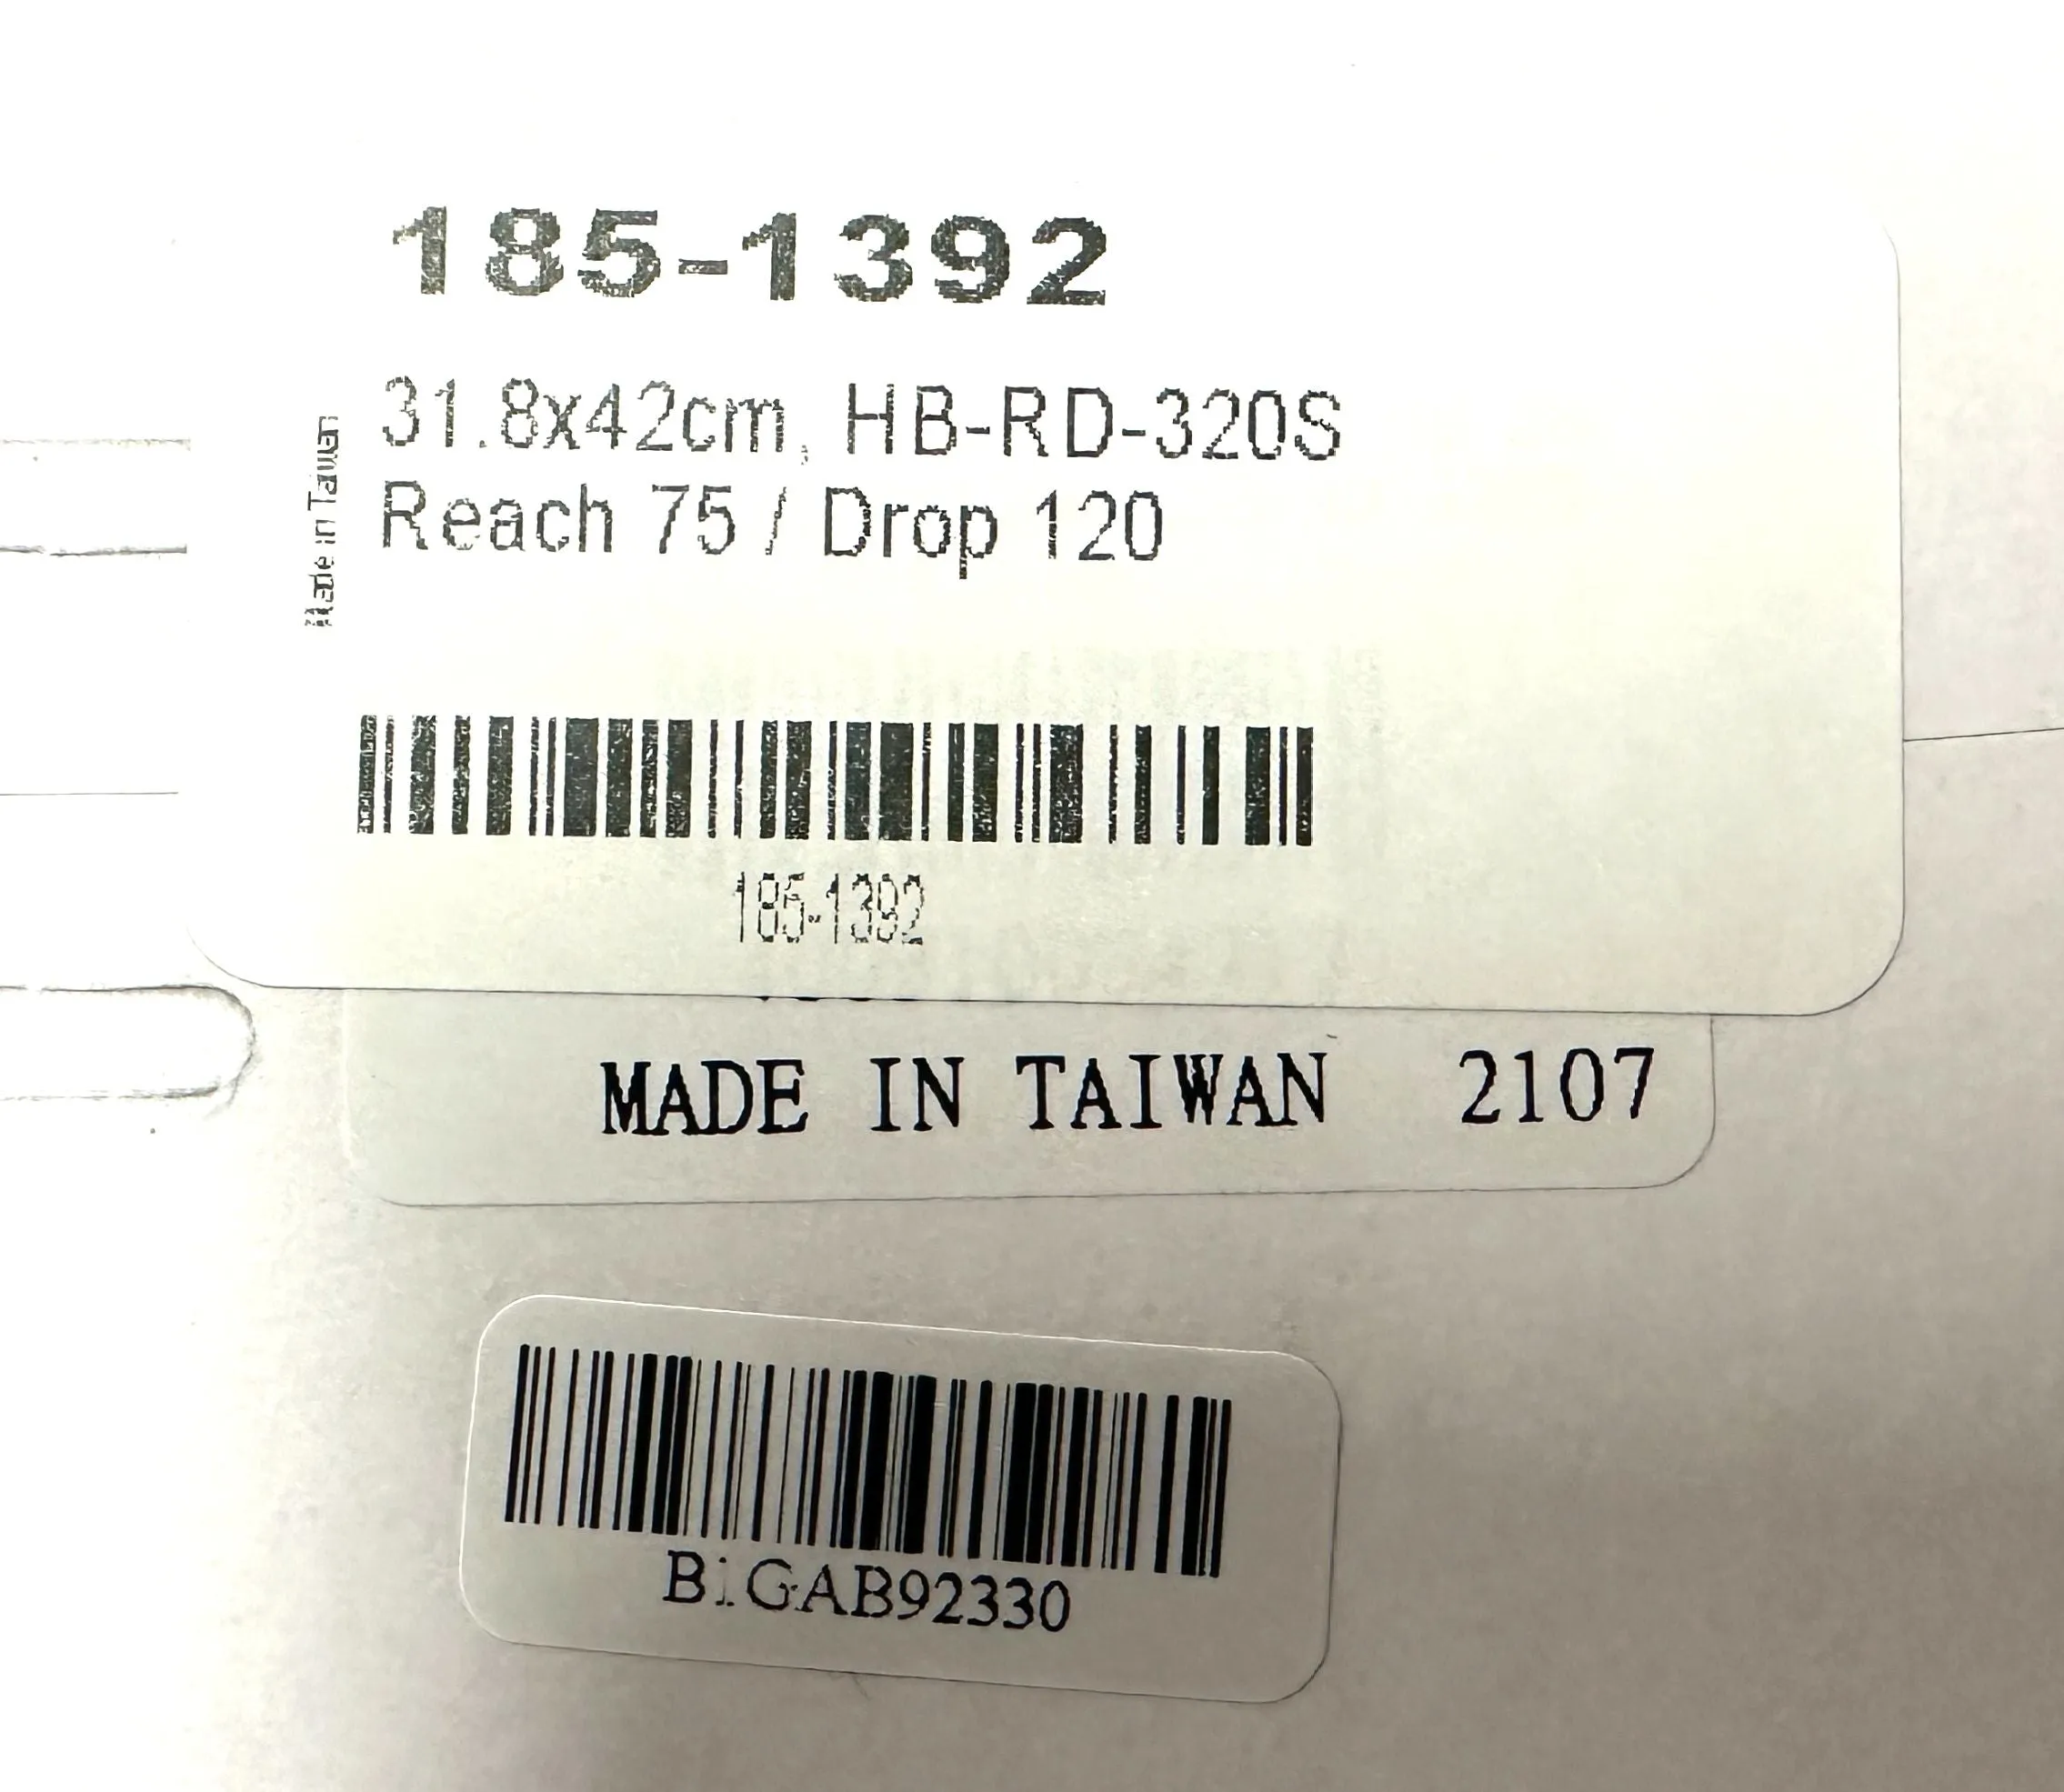 185-1392
31.8x42cm, HB-RD-320S
Reach 75 / Drop 120
Made in Taiwan
185-1392
MADE IN TAIWAN 2107
B1GAB92330